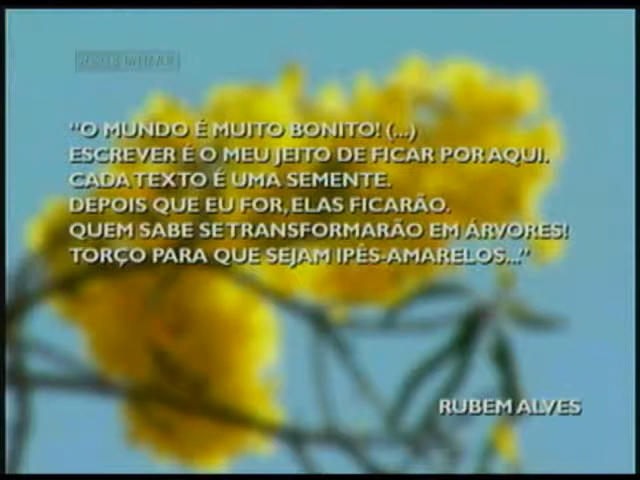 "O MUNDO É MUITO BONITO! (...)
ESCREVER É O MEU JEITO DE FICAR POR AQUI.
CADA TEXTO É UMA SEMENTE.
DEPOIS QUE EU FOR, ELAS FICARÃO.
QUEM SABE SE TRANSFORMARÃO EM ÁRVORES!
TORÇO PARA QUE SEJAM IPÊS-AMARELOS..."
RUBEM ALVES